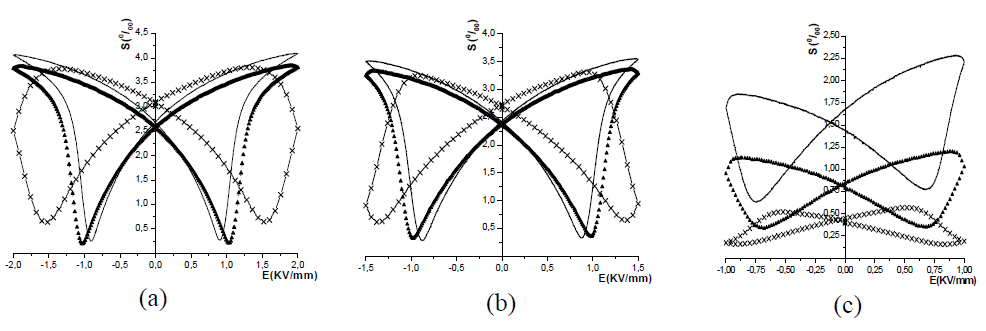 S (⁰/₀₀)
4,5
4,0
3,5
3,0
2,5
2,0
1,5
1,0
0,5
-2,0 -1,5 -1,0 -0,5 0,0 0,5 1,0 1,5 2,0
E(KV/mm)
(a)
S (⁰/₀₀)
4,0
3,5
3,0
2,5
2,0
1,5
1,0
0,5
-1,5 -1,0 -0,5 0,0 0,5 1,0 1,5
E(KV/mm)
(b)
S (⁰/₀₀)
2,50
2,25
2,00
1,75
1,50
1,25
1,00
0,75
0,50
0,25
-1,00 -0,75 -0,50 -0,25 0,00 0,25 0,50 0,75 1,00
E(KV/mm)
(c)